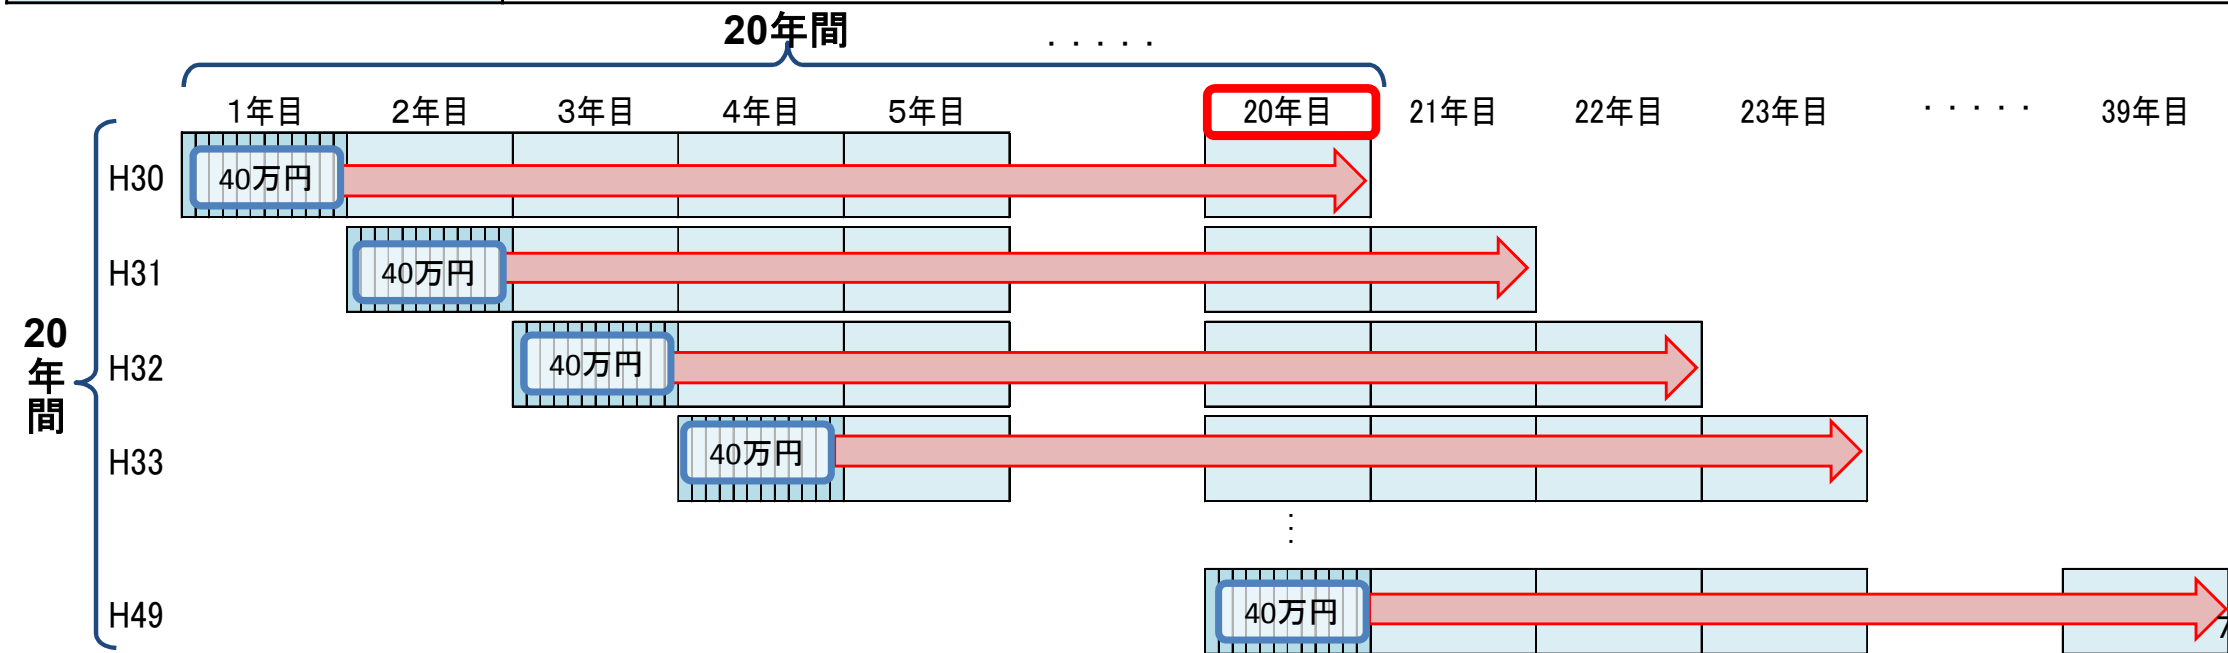 20年間
・・・・・
1年目 2年目 3年目 4年目 5年目 20年目 21年目 22年目 23年目 ・・・・・ 39年目
H30 40万円
H31 40万円
20年間
H32 40万円
H33 40万円
⋮
H49 40万円
7